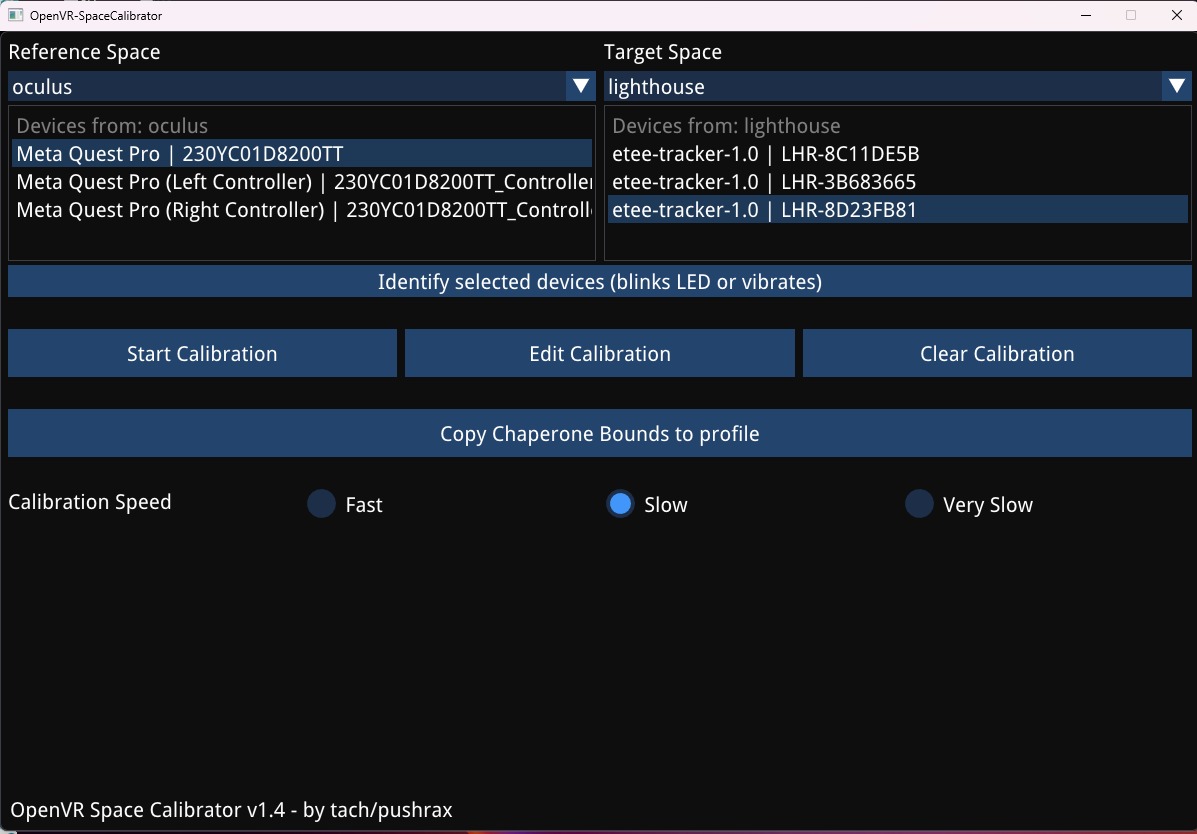 OpenVR-SpaceCalibrator
Reference Space
oculus
Devices from: oculus
Meta Quest Pro | 230YC01D8200TT
Meta Quest Pro (Left Controller) | 230YC01D8200TT_Controller
Meta Quest Pro (Right Controller) | 230YC01D8200TT_Controll
Target Space
lighthouse
Devices from: lighthouse
etee-tracker-1.0 | LHR-8C11DE5B
etee-tracker-1.0 | LHR-3B683665
etee-tracker-1.0 | LHR-8D23FB81
Identify selected devices (blinks LED or vibrates)
Start Calibration
Edit Calibration
Clear Calibration
Copy Chaperone Bounds to profile
Calibration Speed
Fast
Slow
Very Slow
OpenVR Space Calibrator v1.4 - by tach/pushrax